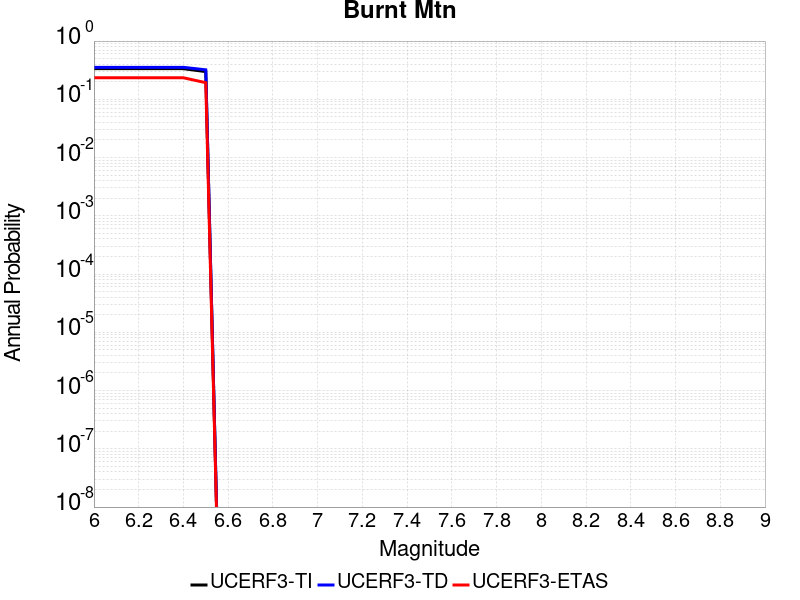 Burnt Mtn
Annual Probability
10^0
10^-1
10^-2
10^-3
10^-4
10^-5
10^-6
10^-7
10^-8
6 6.2 6.4 6.6 6.8 7 7.2 7.4 7.6 7.8 8 8.2 8.4 8.6 8.8 9
Magnitude
UCERF3-TI UCERF3-TD UCERF3-ETAS